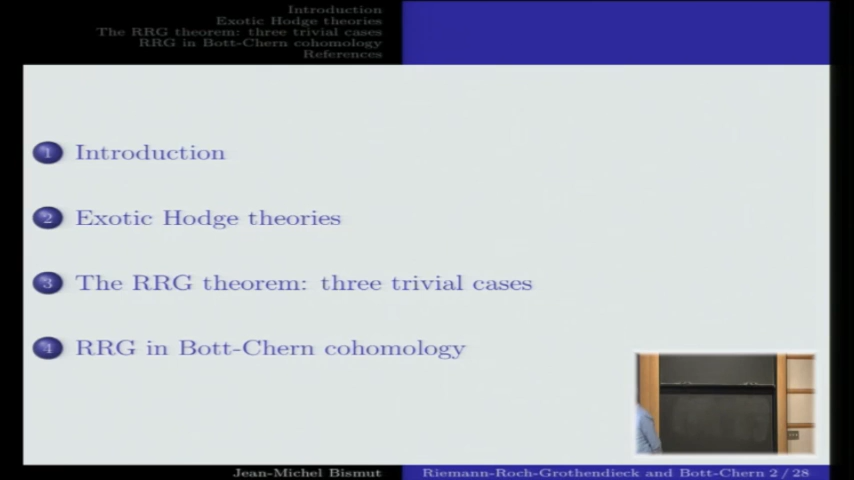 Introduction
Exotic Hodge theories
The RRG theorem: three trivial cases
RRG in Bott-Chern cohomology
References
1 Introduction
2 Exotic Hodge theories
3 The RRG theorem: three trivial cases
4 RRG in Bott-Chern cohomology
Jean-Michel Bismut Riemann-Roch-Grothendieck and Bott-Chern 2 / 28